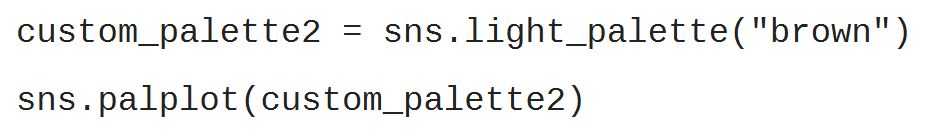 custom_palette2 = sns.light_palette("brown")
sns.palplot(custom_palette2)